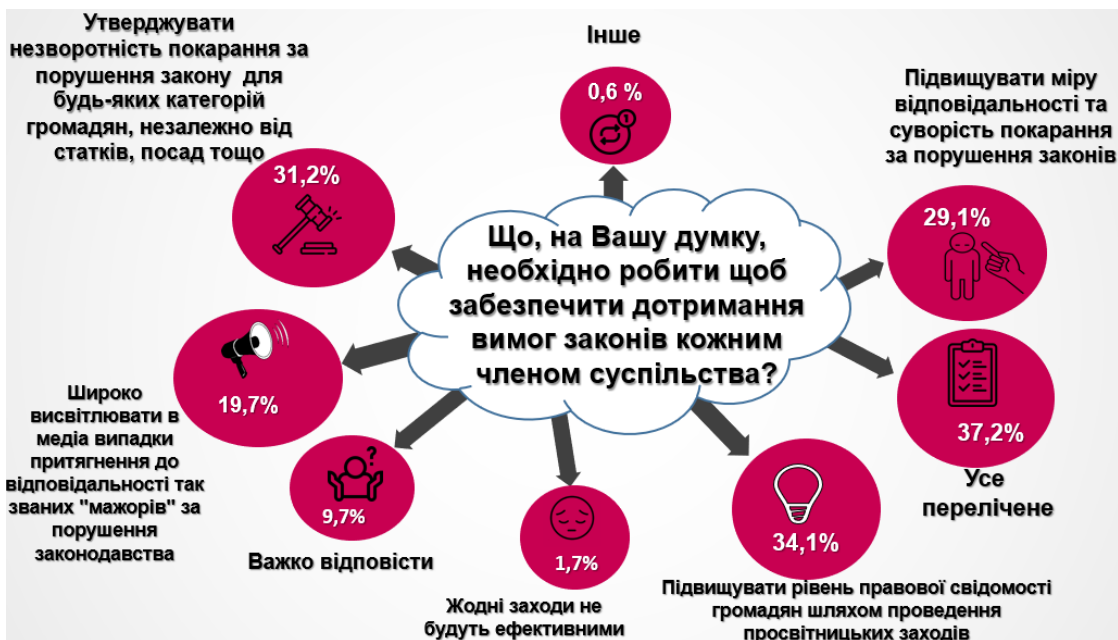 Утверджувати
незворотність покарання за
порушення закону для
будь-яких категорій
громадян, незалежно від
статків, посад тощо
31,2%
Інше
0,6 %
1
Підвищувати міру
відповідальності та
суворість покарання
за порушення законів
29,1%
Що, на Вашу думку,
необхідно робити щоб
забезпечити дотримання
вимог законів кожним
членом суспільства?
19,7%
Широко
висвітлювати в
медіа випадки
притягнення до
відповідальності так
званих "мажорів" за
порушення
законодавства
?
9,7%
Важко відповісти
1,7%
Жодні заходи не
будуть ефективними
34,1%
Підвищувати рівень правової свідомості
громадян шляхом проведення
просвітницьких заходів
37,2%
Усе
перелічене